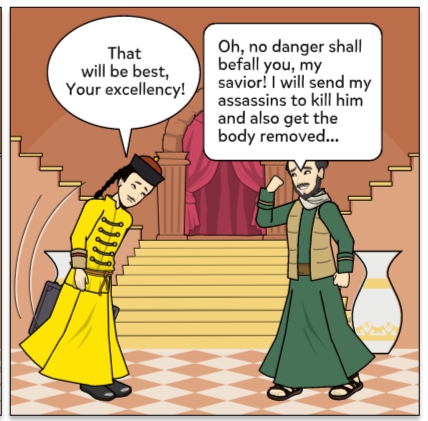 That
will be best,
Your excellency!
Oh, no danger shall
befall you, my
savior! I will send my
assassins to kill him
and also get the
body removed...